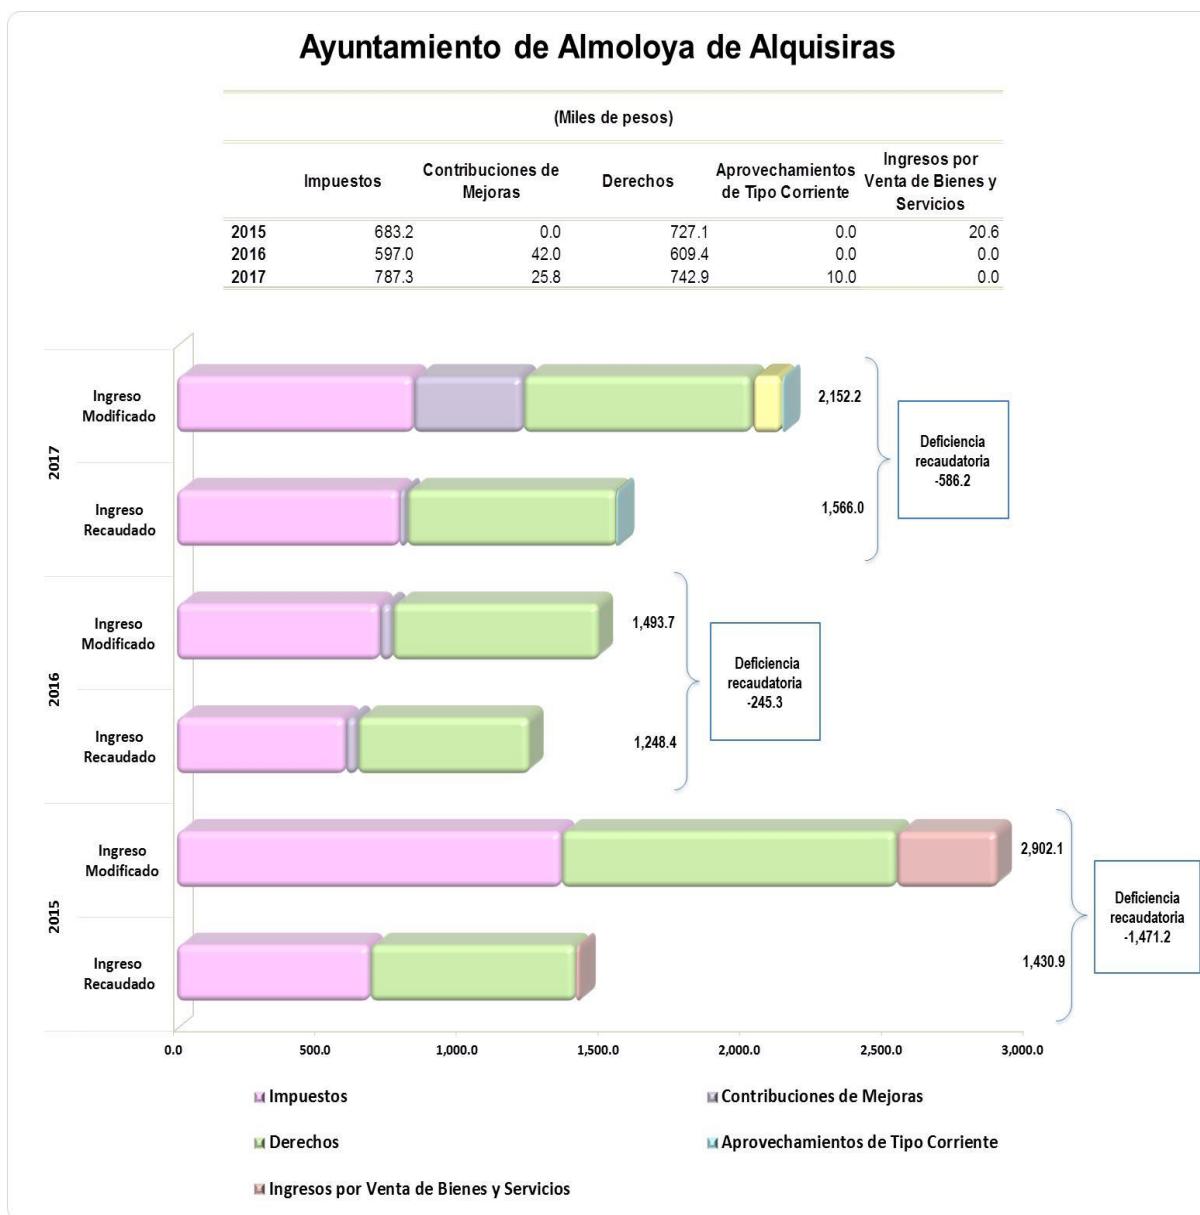 Ayuntamiento de Almoloya de Alquisiras
(Miles de pesos)
Impuestos
Contribuciones de
Mejoras
Derechos
Aprovechamientos
de Tipo Corriente
Ingresos por
Venta de Bienes y
Servicios
2015 683.2 0.0 727.1 0.0 20.6
2016 597.0 42.0 609.4 0.0 0.0
2017 787.3 25.8 742.9 10.0 0.0
2017
Ingreso
Modificado
2,152.2
Ingreso
Recaudado
1,566.0
Deficiencia
recaudatoria
-586.2
2016
Ingreso
Modificado
1,493.7
Ingreso
Recaudado
1,248.4
Deficiencia
recaudatoria
-245.3
2015
Ingreso
Modificado
2,902.1
Ingreso
Recaudado
1,430.9
Deficiencia
recaudatoria
-1,471.2
0.0 500.0 1,000.0 1,500.0 2,000.0 2,500.0 3,000.0
Impuestos
Contribuciones de Mejoras
Derechos
Aprovechamientos de Tipo Corriente
Ingresos por Venta de Bienes y Servicios